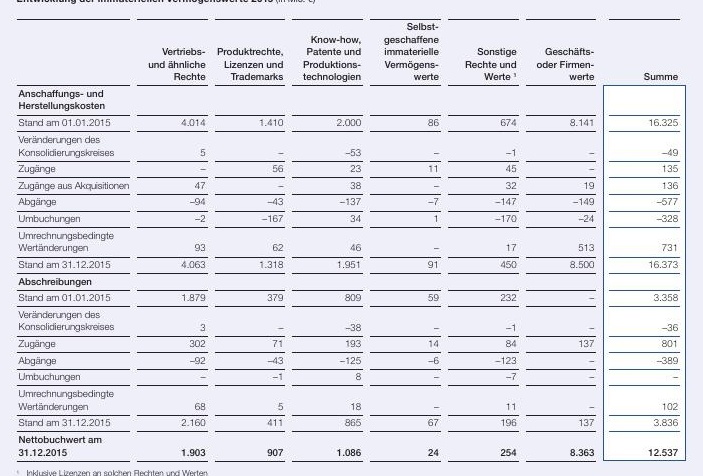 Entwicklung der immateriellen Vermögenswerte 2015 (in Mio. €)
Vertriebs- und ähnliche Rechte | Produktrechte, Lizenzen und Trademarks | Know-how, Patente und Produktions- technologien | Selbst- geschaffene immaterielle Vermögens- werte | Sonstige Rechte und Werte ¹ | Geschäfts- oder Firmen- werte | Summe
Anschaffungs- und
Herstellungskosten
Stand am 01.01.2015 4.014 1.410 2.000 86 674 8.141 16.325
Veränderungen des
Konsolidierungskreises 5 – –53 – –1 – –49
Zugänge – 56 23 11 45 – 135
Zugänge aus Akquisitionen 47 – 38 – 32 19 136
Abgänge –94 –43 –137 –7 –147 –149 –577
Umbuchungen –2 –167 34 1 –170 –24 –328
Umrechnungsbedingte
Wertänderungen 93 62 46 – 17 513 731
Stand am 31.12.2015 4.063 1.318 1.951 91 450 8.500 16.373
Abschreibungen
Stand am 01.01.2015 1.879 379 809 59 232 – 3.358
Veränderungen des
Konsolidierungskreises 3 – –38 – –1 – –36
Zugänge 302 71 193 14 84 137 801
Abgänge –92 –43 –125 –6 –123 – –389
Umbuchungen – –1 8 – –7 – –
Umrechnungsbedingte
Wertänderungen 68 5 18 – 11 – 102
Stand am 31.12.2015 2.160 411 865 67 196 137 3.836
Nettobuchwert am
31.12.2015 1.903 907 1.086 24 254 8.363 12.537
¹ Inklusive Lizenzen an solchen Rechten und Werten